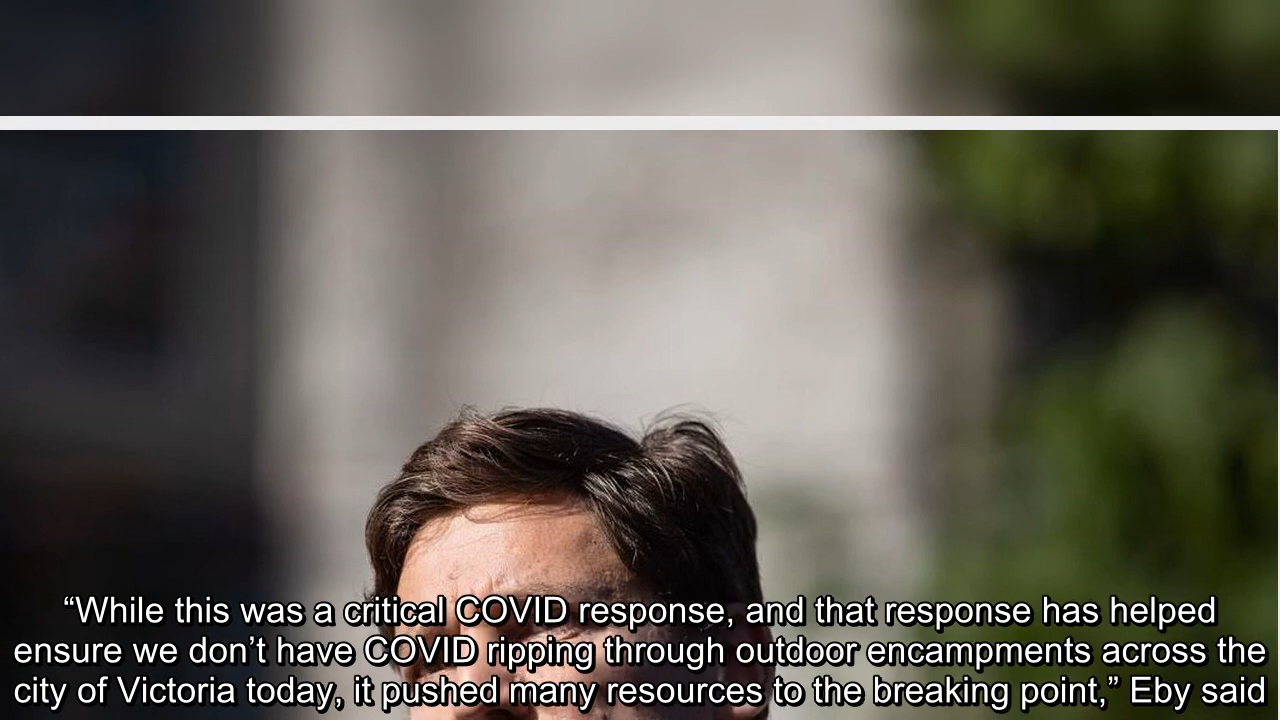 “While this was a critical COVID response, and that response has helped
ensure we don’t have COVID ripping through outdoor encampments across the
city of Victoria today, it pushed many resources to the breaking point,” Eby said